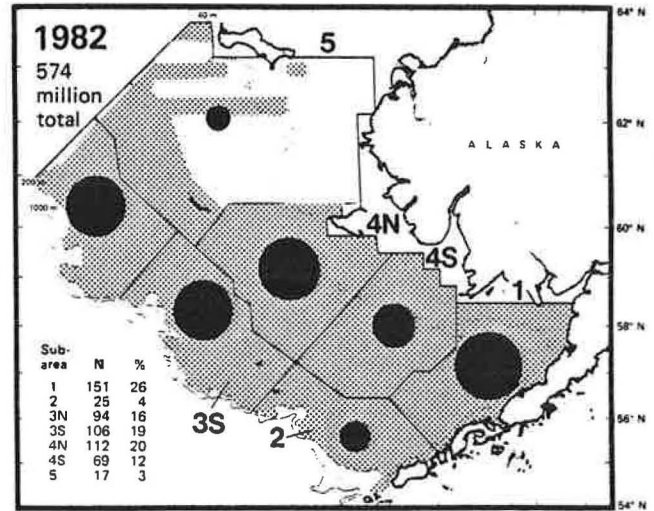 1982
574
million
total
40 m
5
64° N
62° N
ALASKA
200 m
1000 m
60° N
4N
4S
1
58° N
3S
2
56° N
54° N
Sub-
area N %
1 151 26
2 25 4
3N 94 16
3S 106 19
4N 112 20
4S 69 12
5 17 3